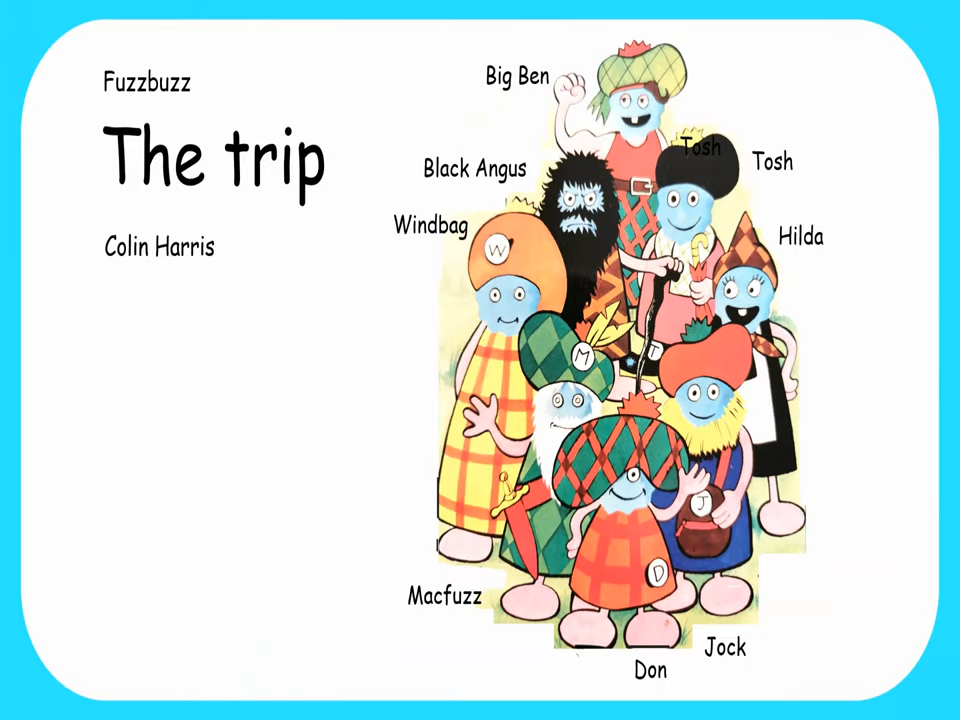 Fuzzbuzz
The trip
Colin Harris
Big Ben
Tosh
Tosh
Black Angus
Windbag
Hilda
W
M
T
J
D
Macfuzz
Jock
Don